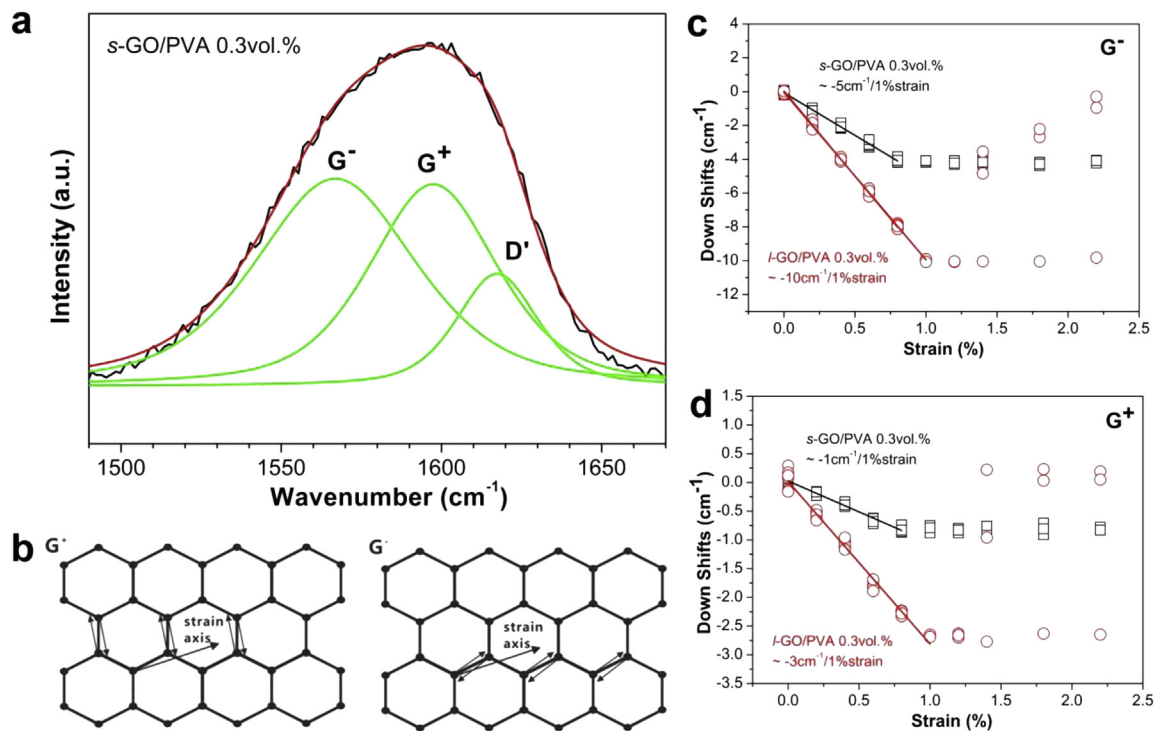 a
s-GO/PVA 0.3vol.%
G⁻
G⁺
D'
Intensity (a.u.)
1500
1550
1600
1650
Wavenumber (cm⁻¹)
b
G⁺
strain
axis
G⁻
strain
axis
c
G⁻
s-GO/PVA 0.3vol.%
~ -5cm⁻¹/1%strain
l-GO/PVA 0.3vol.%
~ -10cm⁻¹/1%strain
Down Shifts (cm⁻¹)
4
2
0
-2
-4
-6
-8
-10
-12
0.0
0.5
1.0
1.5
2.0
2.5
Strain (%)
d
G⁺
s-GO/PVA 0.3vol.%
~ -1cm⁻¹/1%strain
l-GO/PVA 0.3vol.%
~ -3cm⁻¹/1%strain
Down Shifts (cm⁻¹)
1.5
1.0
0.5
0.0
-0.5
-1.0
-1.5
-2.0
-2.5
-3.0
-3.5
0.0
0.5
1.0
1.5
2.0
2.5
Strain (%)